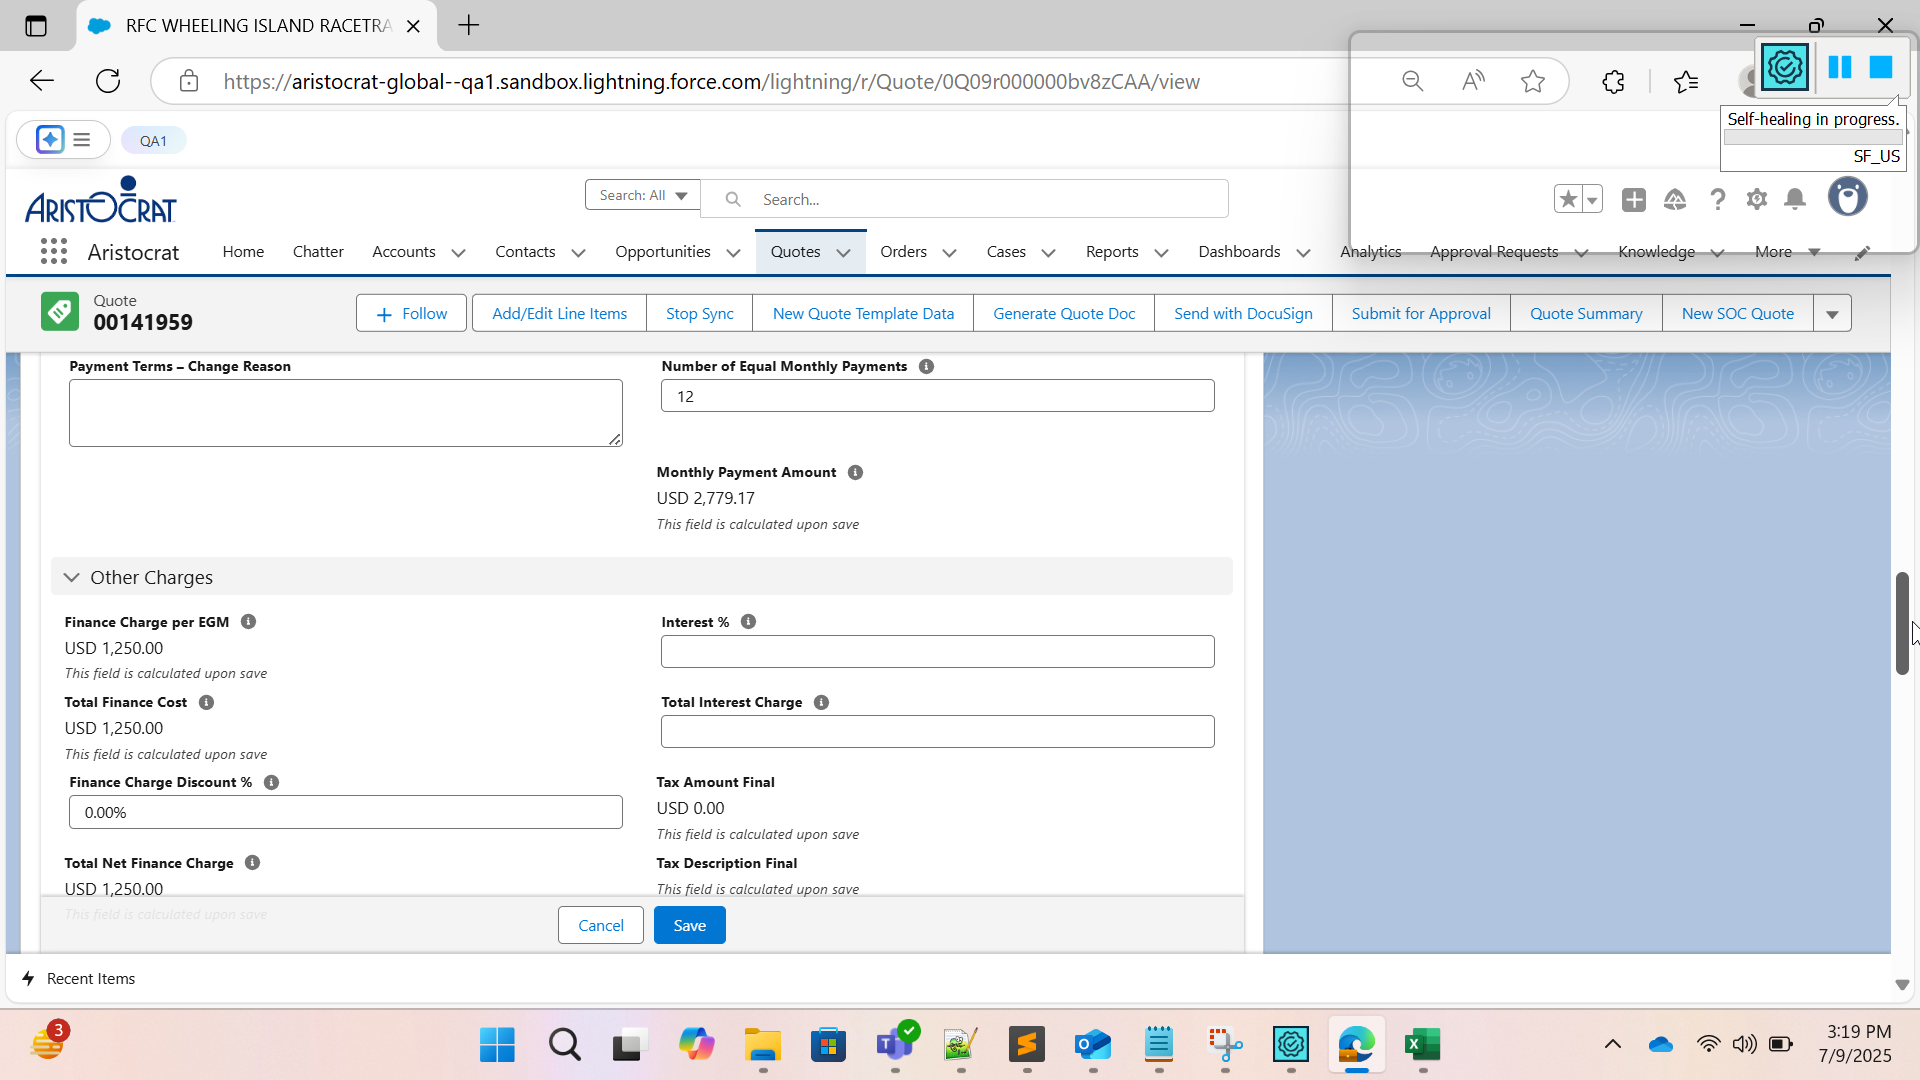 RFC WHEELING ISLAND RACETRA
https://aristocrat-global--qa1.sandbox.lightning.force.com/lightning/r/Quote/0Q09r000000bv8zCAA/view
Self-healing in progress.
SF_US
QA1
ARISTOCRAT
Search: All
Search...
Aristocrat
Home
Chatter
Accounts
Contacts
Opportunities
Quotes
Orders
Cases
Reports
Dashboards
Analytics
Approval Requests
Knowledge
More
Quote
00141959
Follow
Add/Edit Line Items
Stop Sync
New Quote Template Data
Generate Quote Doc
Send with DocuSign
Submit for Approval
Quote Summary
New SOC Quote
Payment Terms – Change Reason
Number of Equal Monthly Payments
12
Monthly Payment Amount
USD 2,779.17
This field is calculated upon save
Other Charges
Finance Charge per EGM
USD 1,250.00
This field is calculated upon save
Interest %
Total Finance Cost
USD 1,250.00
This field is calculated upon save
Total Interest Charge
Finance Charge Discount %
0.00%
Tax Amount Final
USD 0.00
This field is calculated upon save
Total Net Finance Charge
USD 1,250.00
This field is calculated upon save
Tax Description Final
This field is calculated upon save
Cancel
Save
Recent Items
3
3:19 PM
7/9/2025